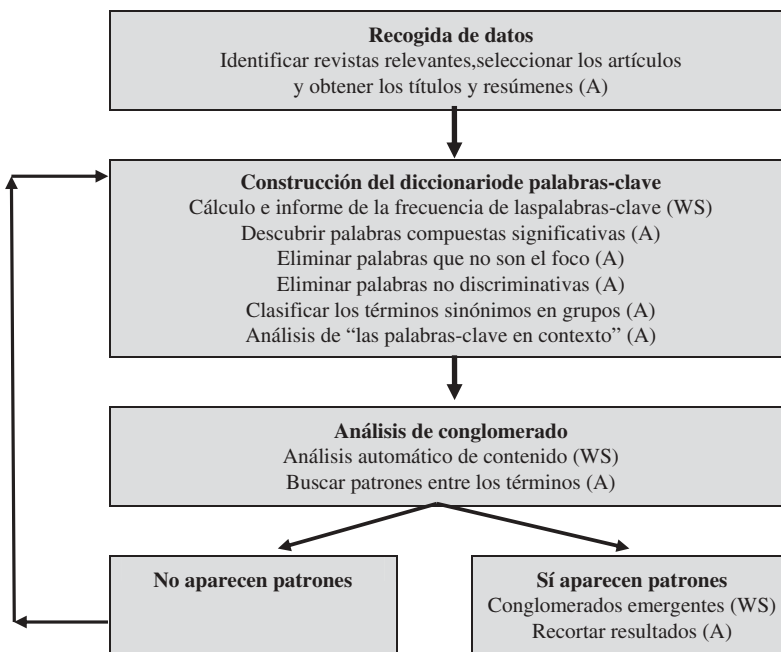 Recogida de datos
Identificar revistas relevantes,seleccionar los artículos
y obtener los títulos y resúmenes (A)
Construcción del diccionariode palabras-clave
Cálculo e informe de la frecuencia de laspalabras-clave (WS)
Descubrir palabras compuestas significativas (A)
Eliminar palabras que no son el foco (A)
Eliminar palabras no discriminativas (A)
Clasificar los términos sinónimos en grupos (A)
Análisis de “las palabras-clave en contexto” (A)
Análisis de conglomerado
Análisis automático de contenido (WS)
Buscar patrones entre los términos (A)
No aparecen patrones
Sí aparecen patrones
Conglomerados emergentes (WS)
Recortar resultados (A)